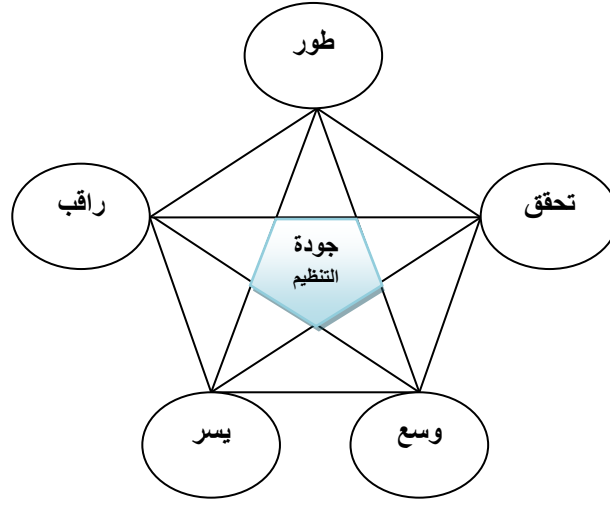 طور
راقب
تحقق
جودة
التنظيم
يسر
وسع